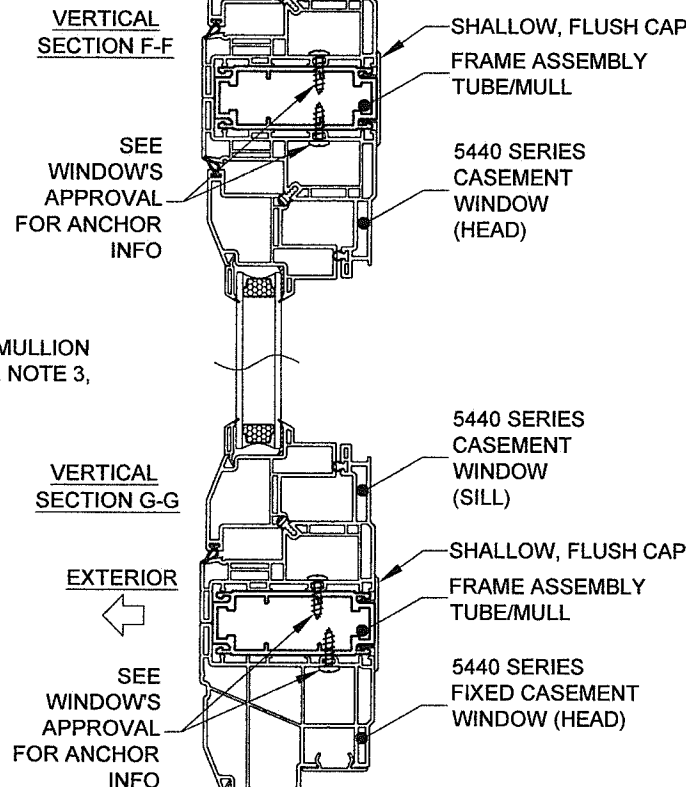 VERTICAL
SECTION F-F
SHALLOW, FLUSH CAP
FRAME ASSEMBLY
TUBE/MULL
SEE
WINDOW'S
APPROVAL
FOR ANCHOR
INFO
5440 SERIES
CASEMENT
WINDOW
(HEAD)
MULLION
NOTE 3,
5440 SERIES
CASEMENT
WINDOW
(SILL)
VERTICAL
SECTION G-G
EXTERIOR
SHALLOW, FLUSH CAP
FRAME ASSEMBLY
TUBE/MULL
SEE
WINDOW'S
APPROVAL
FOR ANCHOR
INFO
5440 SERIES
FIXED CASEMENT
WINDOW (HEAD)